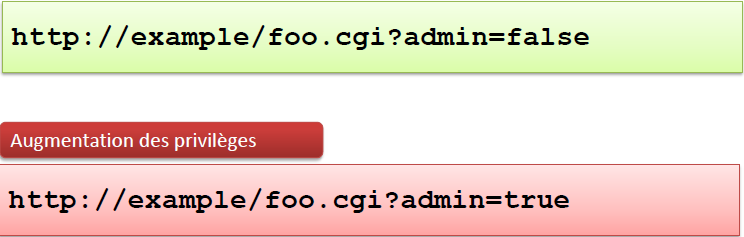 http://example/foo.cgi?admin=false
Augmentation des privilèges
http://example/foo.cgi?admin=true